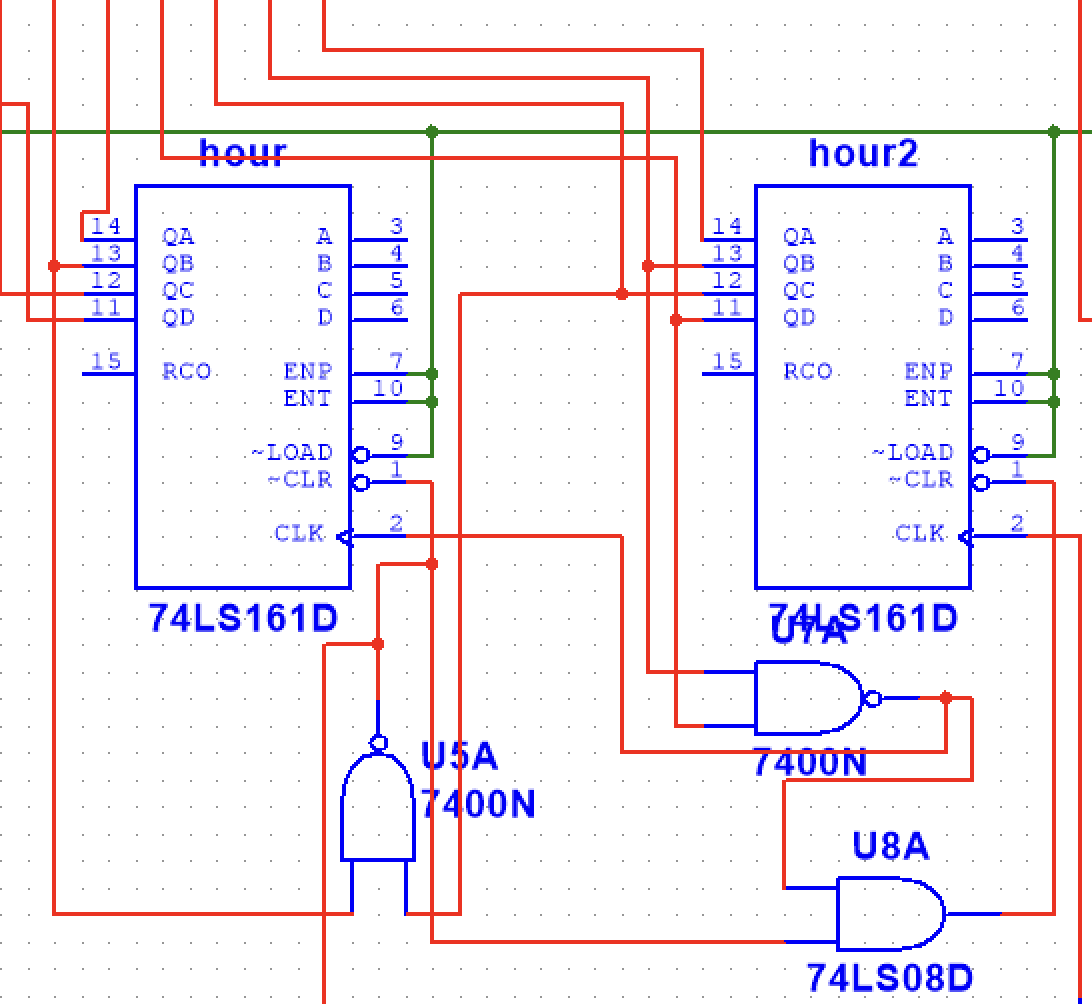 hour
14 QA A 3
13 QB B 4
12 QC C 5
11 QD D 6
15 RCO ENP 7
ENT 10
~LOAD 9
~CLR 1
CLK 2
74LS161D
hour2
14 QA A 3
13 QB B 4
12 QC C 5
11 QD D 6
15 RCO ENP 7
ENT 10
~LOAD 9
~CLR 1
CLK 2
74LS161D
U7A
7400N
U5A
7400N
U8A
74LS08D